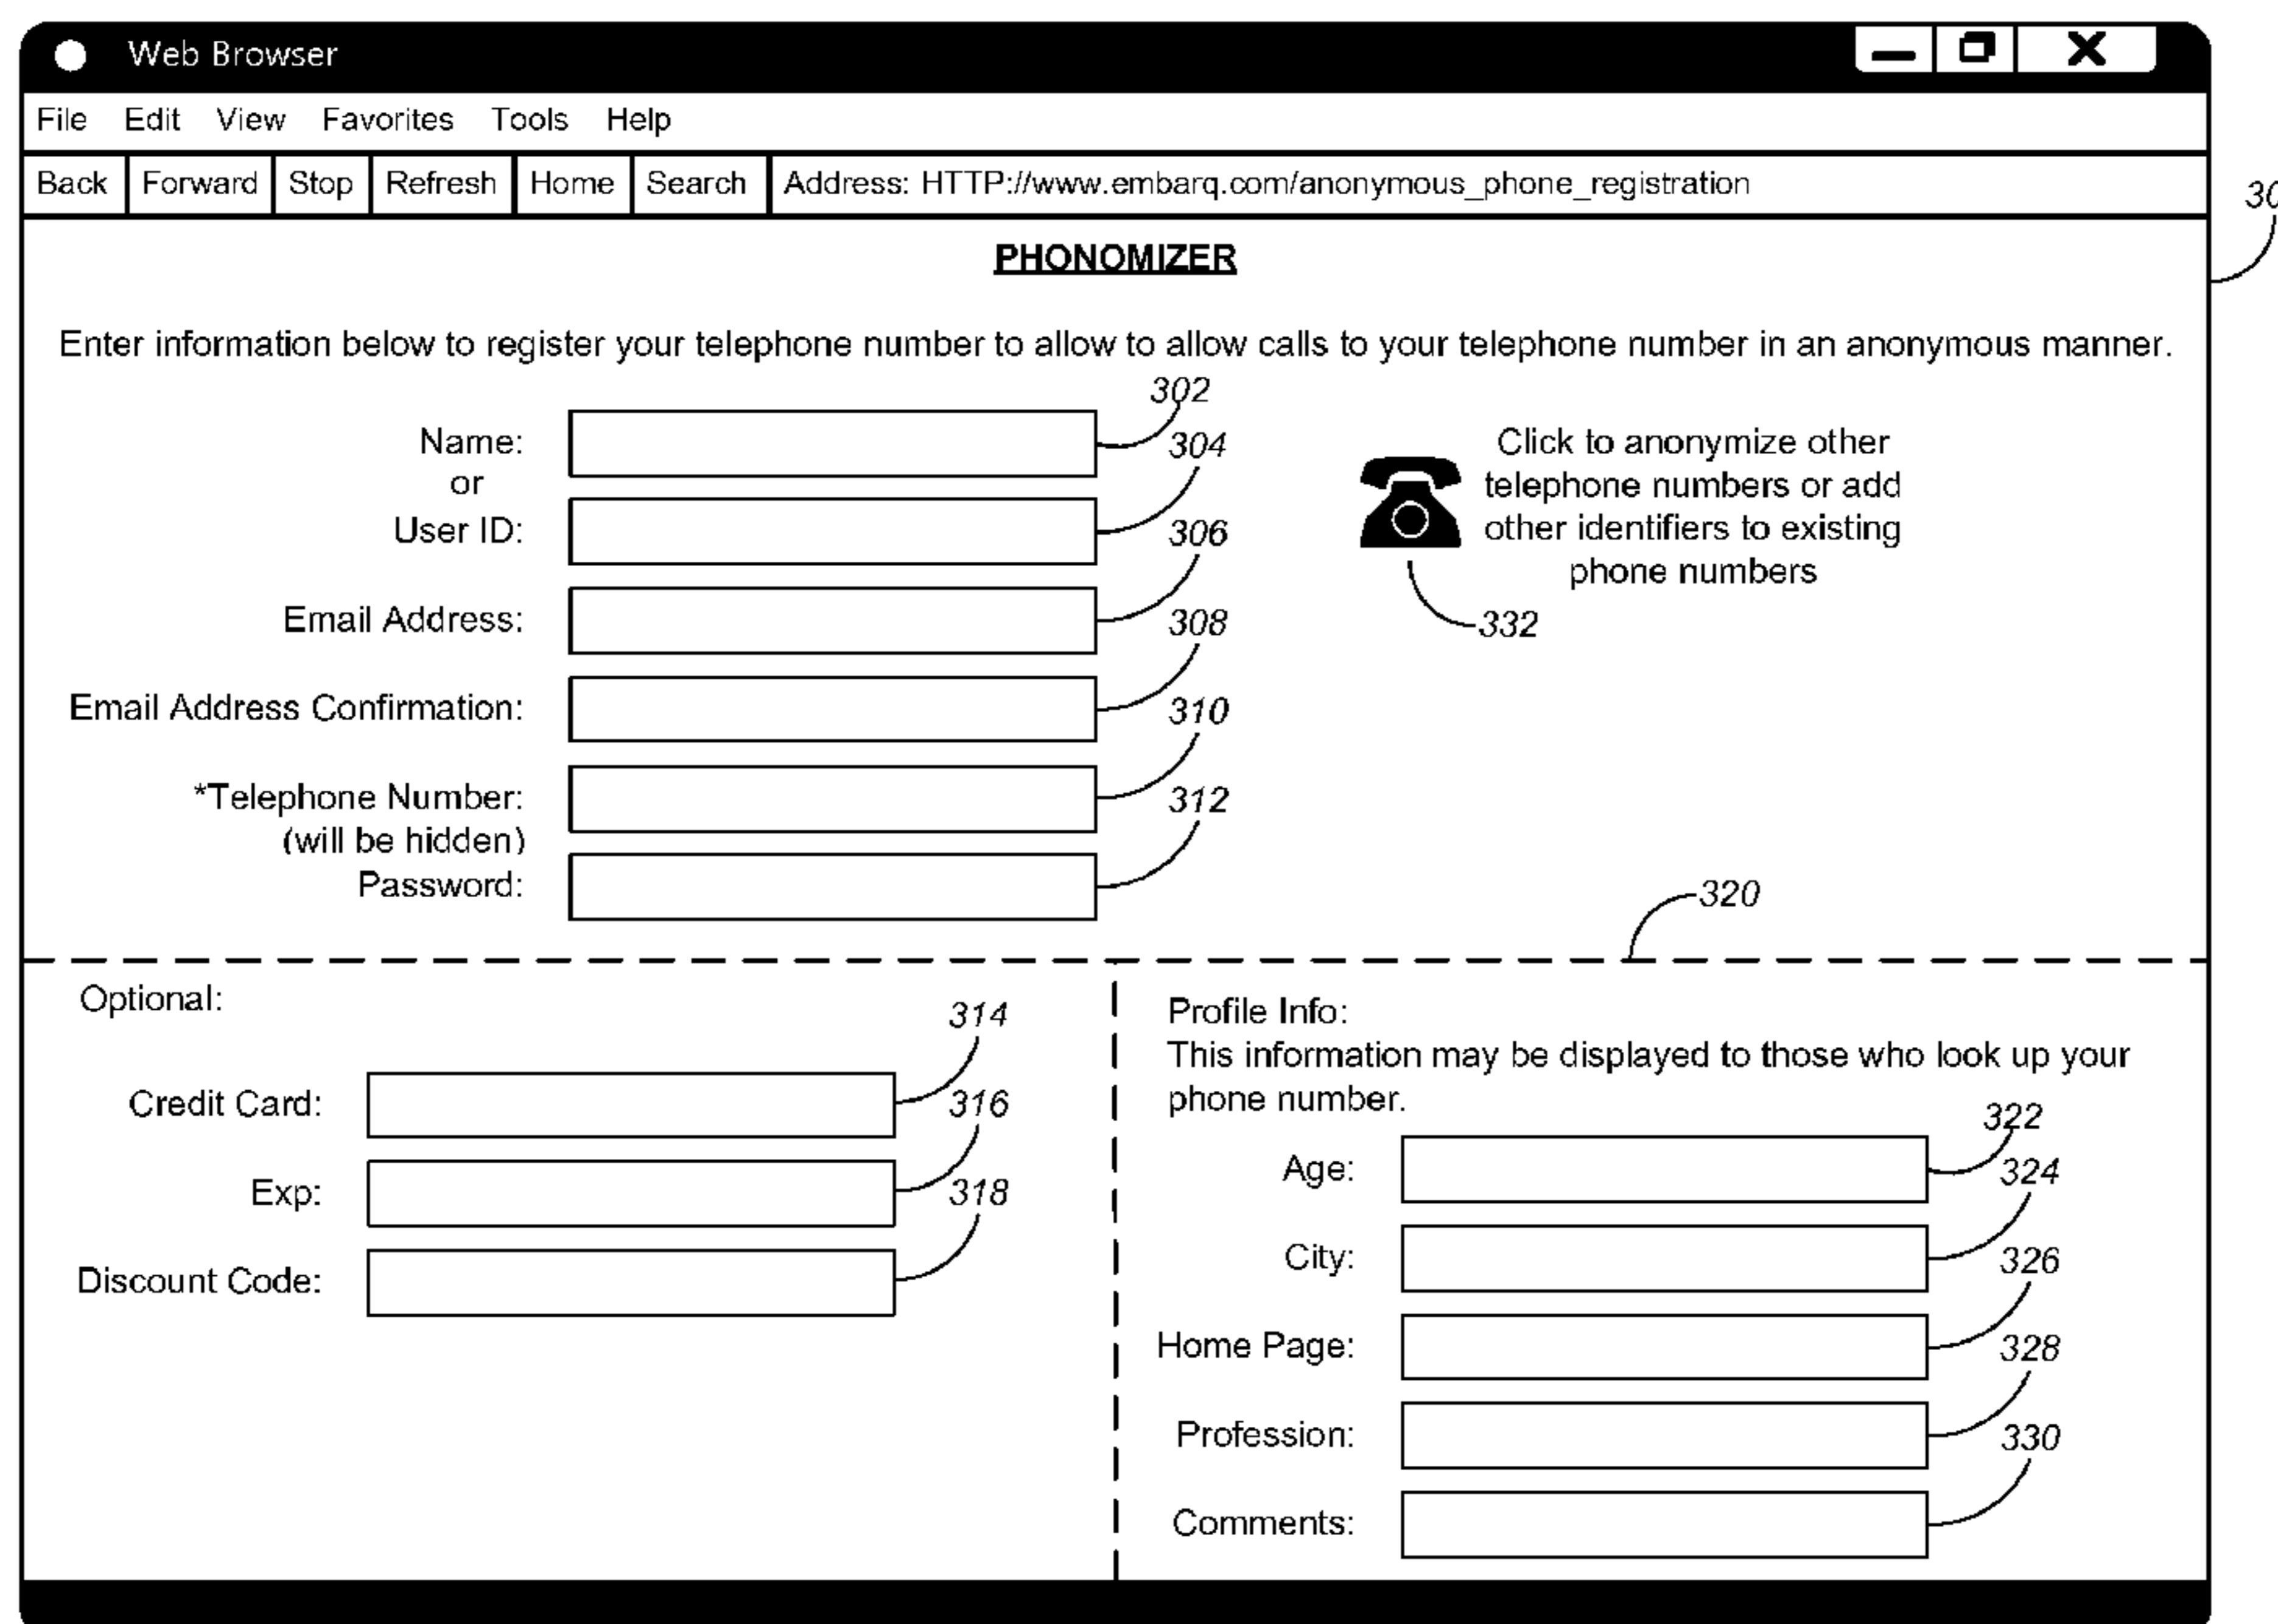 Web Browser
File Edit View Favorites Tools Help
Back Forward Stop Refresh Home Search Address: HTTP://www.embarq.com/anonymous_phone_registration
PHONOMIZER
Enter information below to register your telephone number to allow to allow calls to your telephone number in an anonymous manner.
Name:
or
User ID:
Email Address:
Email Address Confirmation:
*Telephone Number:
(will be hidden)
Password:
302
304
306
308
310
312
Click to anonymize other
telephone numbers or add
other identifiers to existing
phone numbers
332
320
Optional:
Credit Card:
Exp:
Discount Code:
314
316
318
Profile Info:
This information may be displayed to those who look up your
phone number.
Age:
City:
Home Page:
Profession:
Comments:
322
324
326
328
330